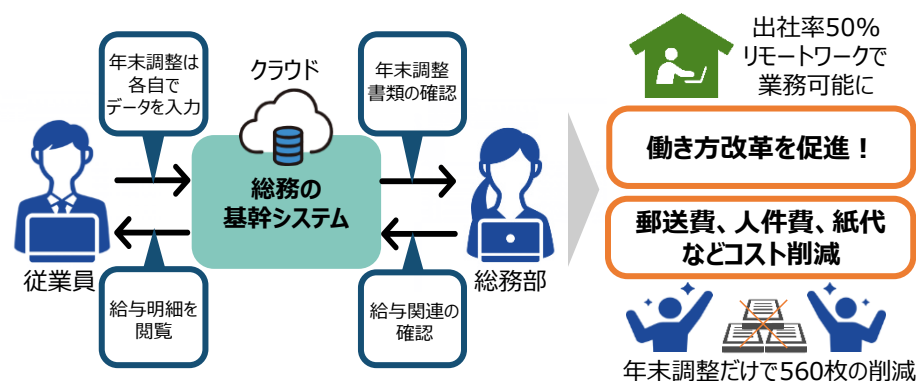 年末調整は
各自で
データを入力
クラウド
年末調整
書類の確認
総務の
基幹システム
従業員
総務部
給与明細を
閲覧
給与関連の
確認
出社率50%
リモートワークで
業務可能に
働き方改革を促進！
郵送費、人件費、紙代
などコスト削減
年末調整だけで560枚の削減